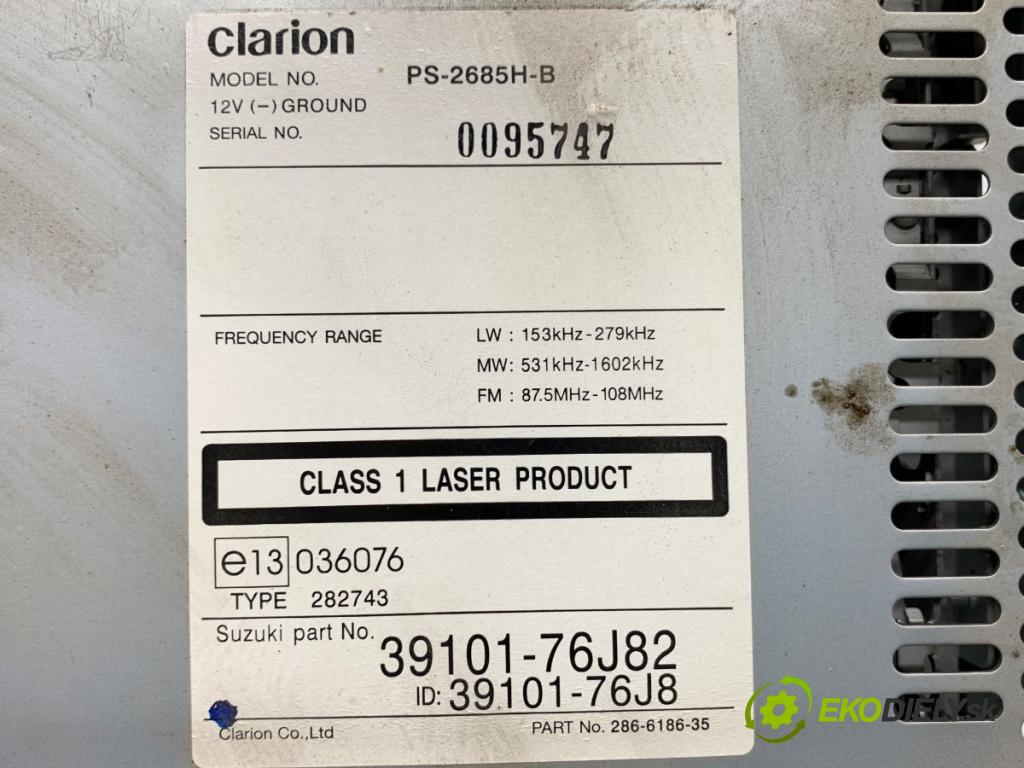 clarion
MODEL NO. PS-2685H-B
12V (-) GROUND
SERIAL NO. 0095747
FREQUENCY RANGE LW : 153kHz-279kHz
MW: 531kHz-1602kHz
FM : 87.5MHz-108MHz
CLASS 1 LASER PRODUCT
e13 036076
TYPE 282743
Suzuki part No. 39101-76J82
ID: 39101-76J8
Clarion Co.,Ltd PART No. 286-6186-35
EKODIELY.sk